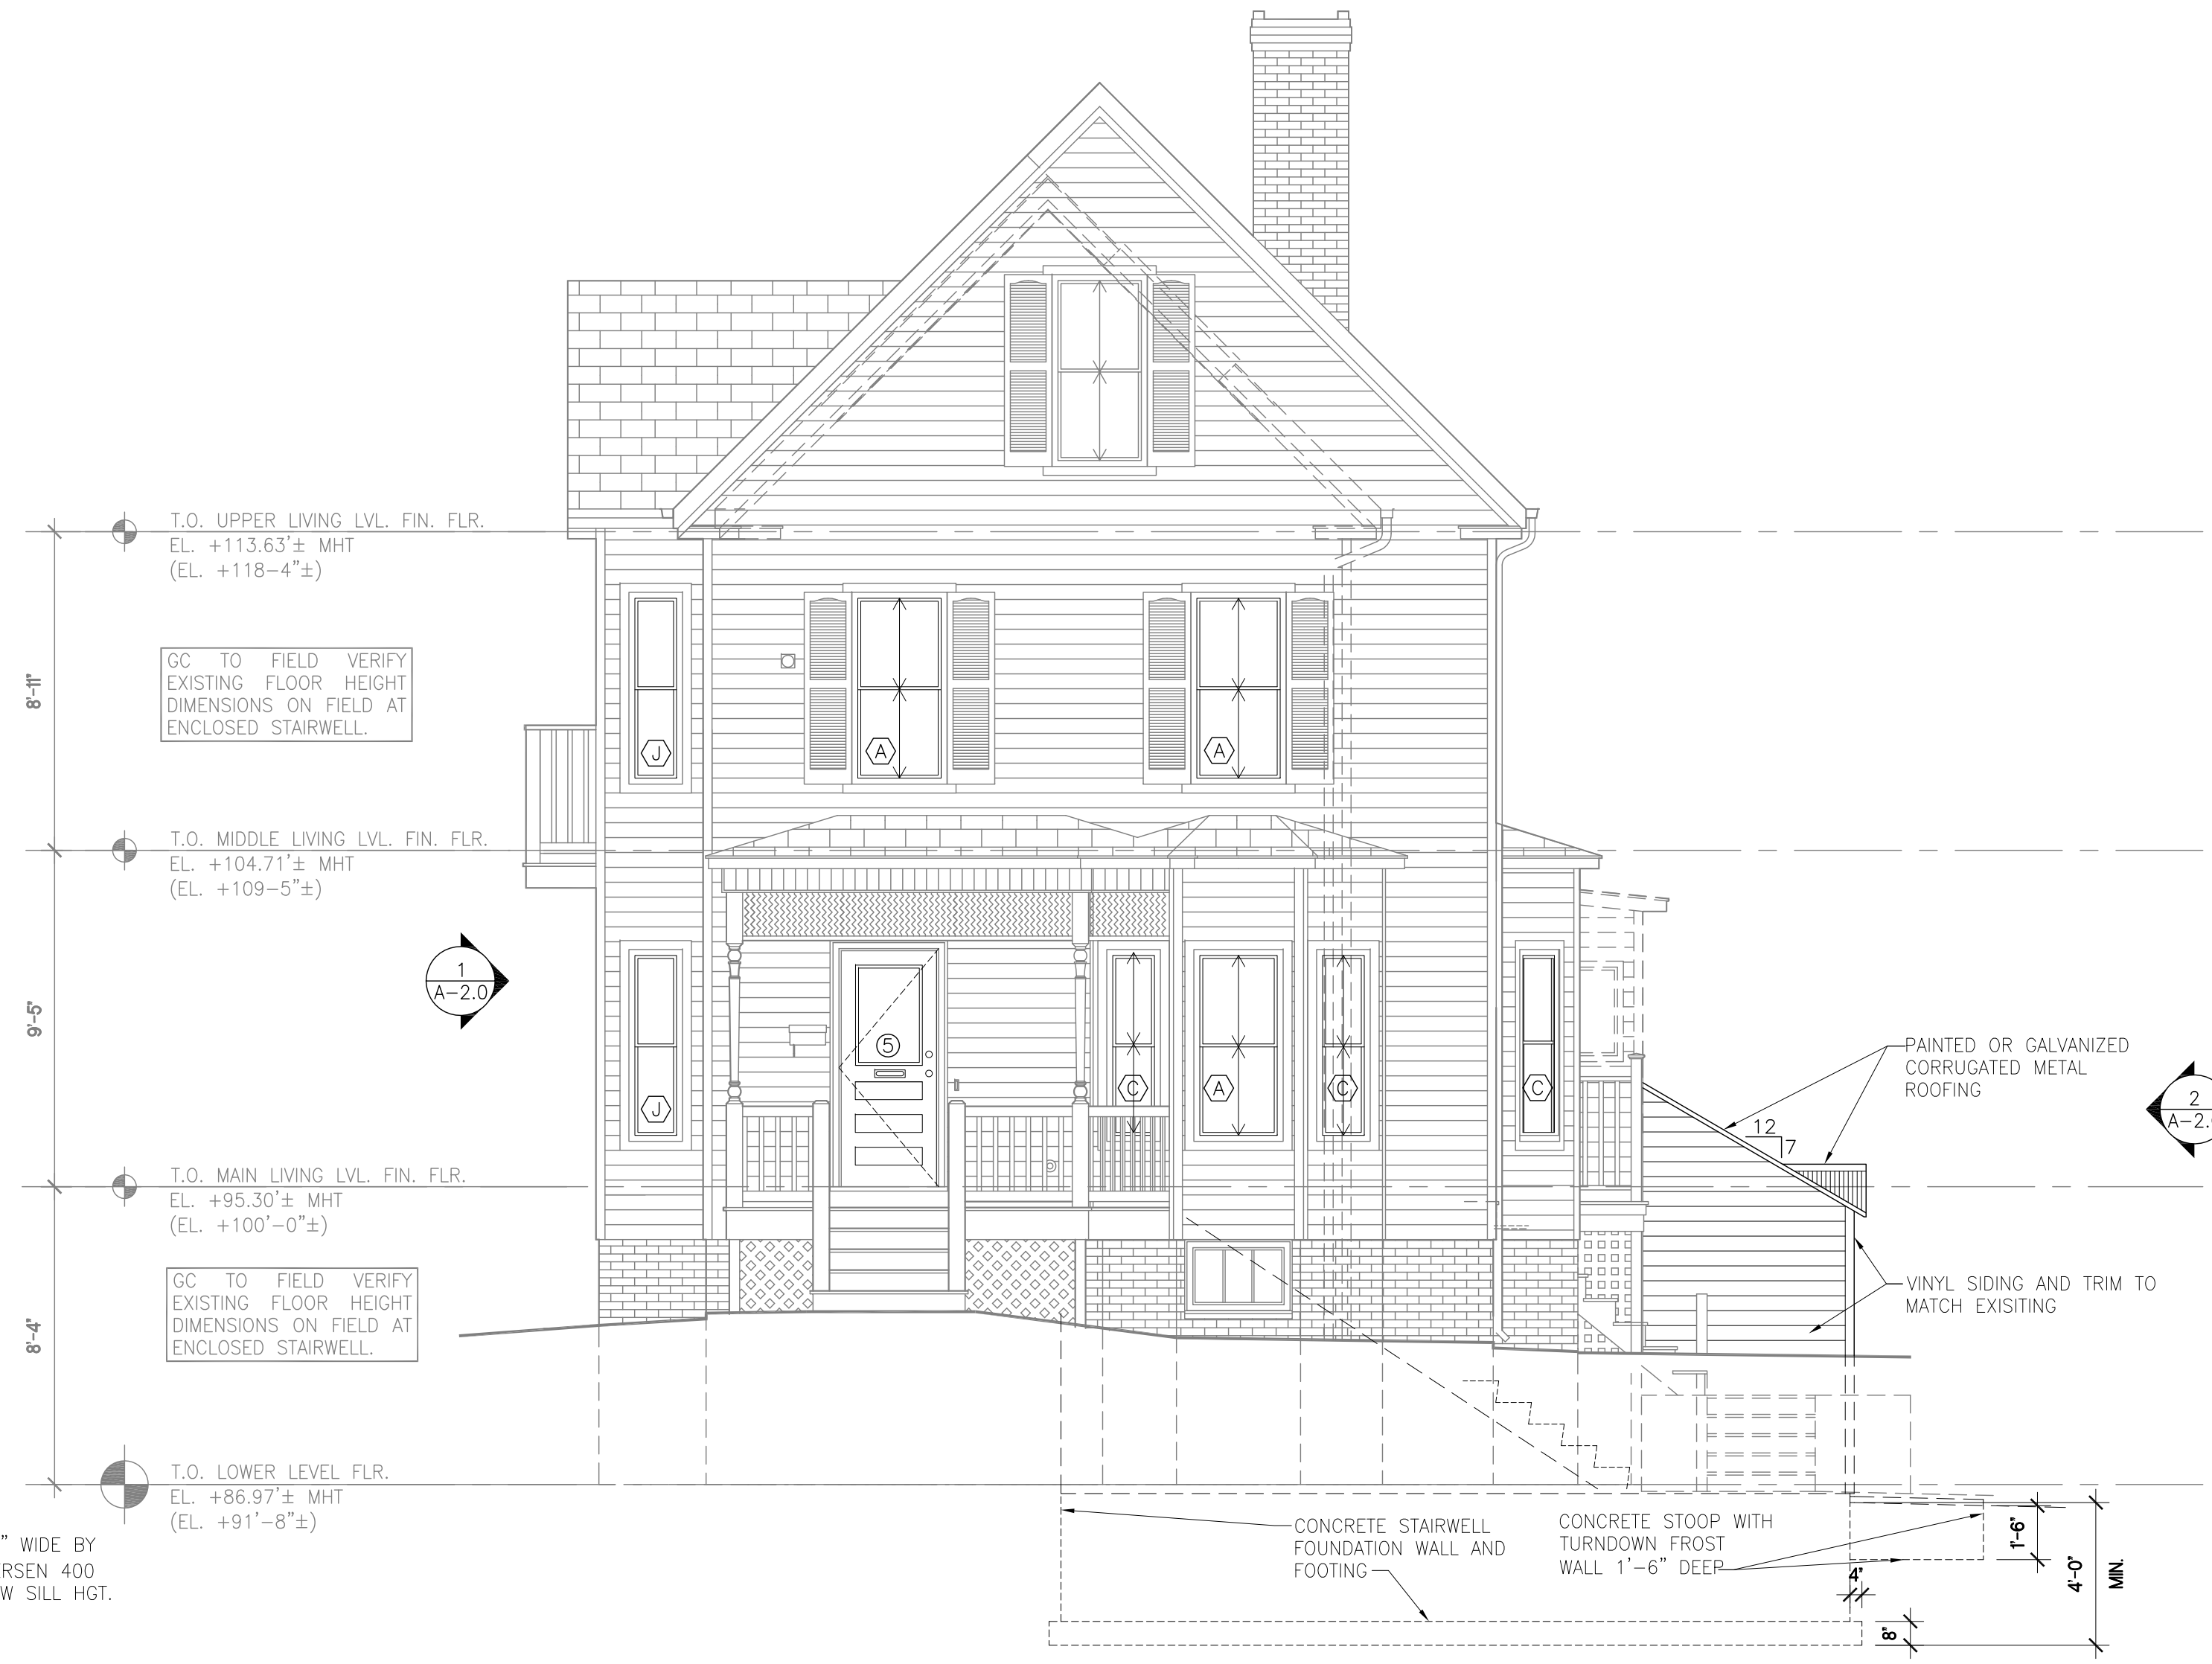 T.O. UPPER LIVING LVL. FIN. FLR.
EL. +113.63'± MHT
(EL. +118-4"±)
8'-11"
GC TO FIELD VERIFY
EXISTING FLOOR HEIGHT
DIMENSIONS ON FIELD AT
ENCLOSED STAIRWELL.
J
A
A
T.O. MIDDLE LIVING LVL. FIN. FLR.
EL. +104.71'± MHT
(EL. +109-5"±)
1
A-2.0
9'-5"
5
J
C
A
C
C
PAINTED OR GALVANIZED
CORRUGATED METAL
ROOFING
12
7
2
A-2.
T.O. MAIN LIVING LVL. FIN. FLR.
EL. +95.30'± MHT
(EL. +100'-0"±)
8'-4"
GC TO FIELD VERIFY
EXISTING FLOOR HEIGHT
DIMENSIONS ON FIELD AT
ENCLOSED STAIRWELL.
VINYL SIDING AND TRIM TO
MATCH EXISITING
T.O. LOWER LEVEL FLR.
EL. +86.97'± MHT
(EL. +91'-8"±)
" WIDE BY
ERSEN 400
W SILL HGT.
CONCRETE STAIRWELL
FOUNDATION WALL AND
FOOTING
CONCRETE STOOP WITH
TURNDOWN FROST
WALL 1'-6" DEEP
4"
1'-6"
4'-0"
MIN.
8"